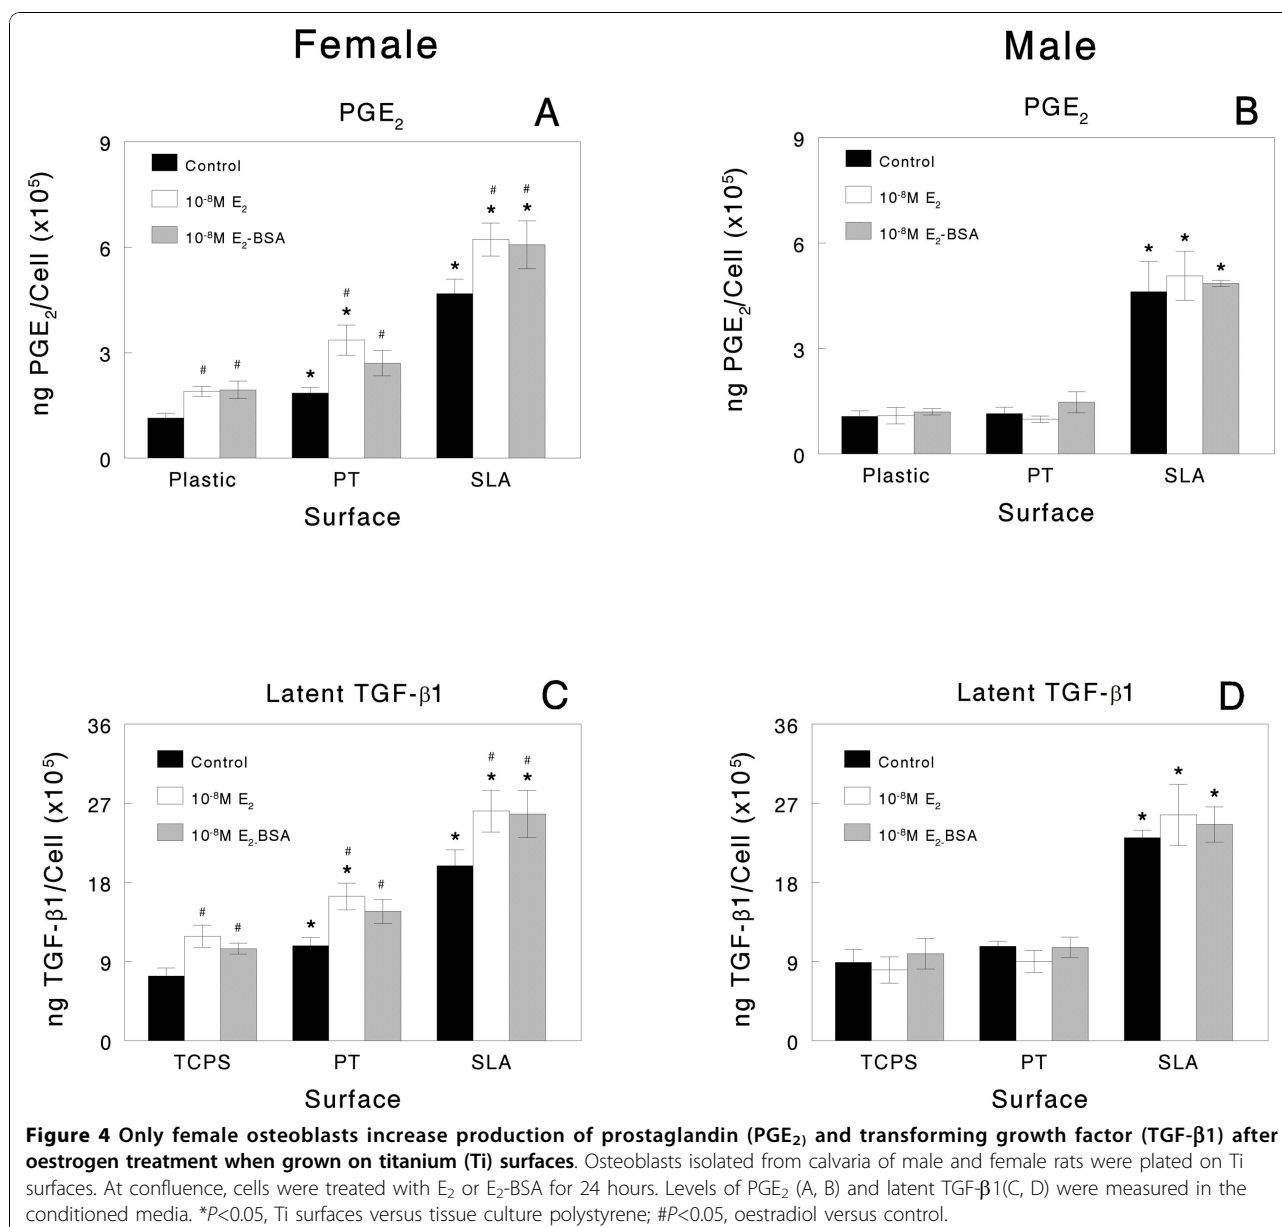 Female
Male
PGE2
A
9
6
3
0
ng PGE2/Cell (x10^5)
Control
10^-8M E2
10^-8M E2-BSA
#
#
*
#
*
#
*
#
*
#
*
Plastic
PT
SLA
Surface
PGE2
B
9
6
3
0
ng PGE2/Cell (x10^5)
Control
10^-8M E2
10^-8M E2-BSA
*
*
*
Plastic
PT
SLA
Surface
Latent TGF-β1
C
36
27
18
9
0
ng TGF-β1/Cell (x10^5)
Control
10^-8M E2
10^-8M E2-BSA
#
#
*
#
*
#
*
#
*
#
*
TCPS
PT
SLA
Surface
Latent TGF-β1
D
36
27
18
9
0
ng TGF-β1/Cell (x10^5)
Control
10^-8M E2
10^-8M E2-BSA
*
*
*
TCPS
PT
SLA
Surface
Figure 4 Only female osteoblasts increase production of prostaglandin (PGE2) and transforming growth factor (TGF-β1) after
oestrogen treatment when grown on titanium (Ti) surfaces. Osteoblasts isolated from calvaria of male and female rats were plated on Ti
surfaces. At confluence, cells were treated with E2 or E2-BSA for 24 hours. Levels of PGE2 (A, B) and latent TGF-β1(C, D) were measured in the
conditioned media. *P<0.05, Ti surfaces versus tissue culture polystyrene; #P<0.05, oestradiol versus control.